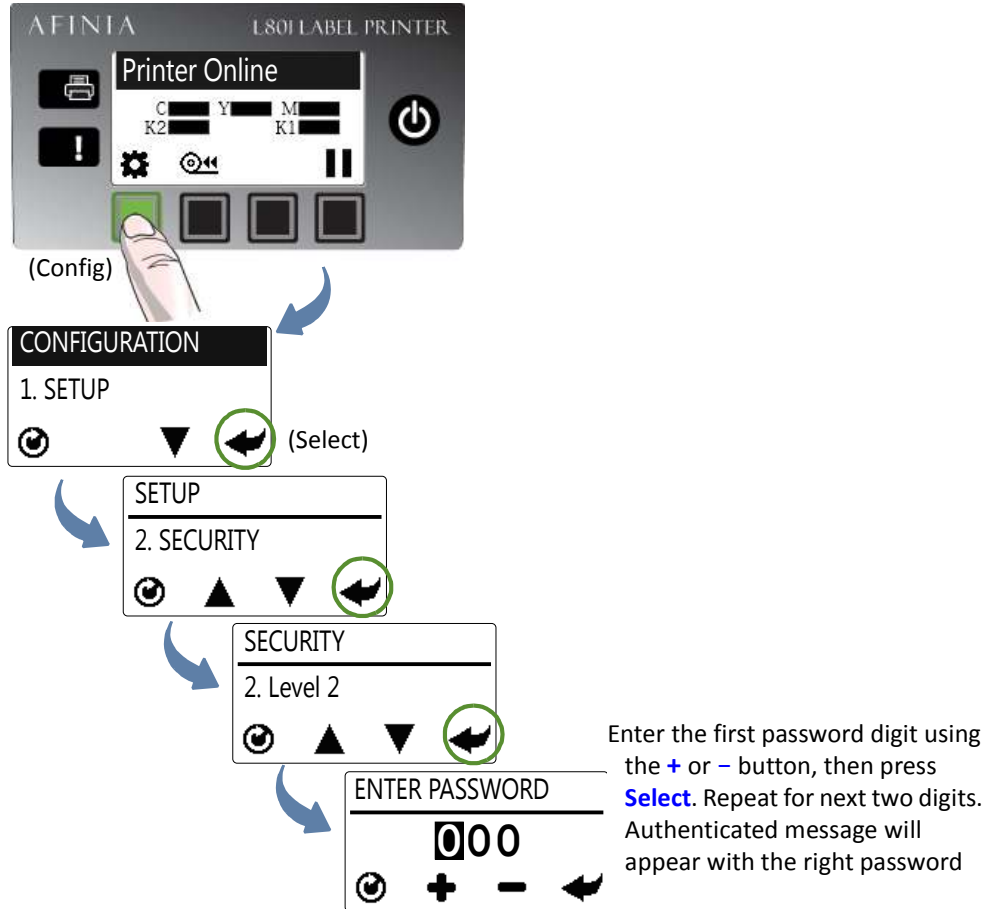 AFINIA L801 LABEL PRINTER
Printer Online
C Y M
K2 K1
!
(Config)
CONFIGURATION
1. SETUP
(Select)
SETUP
2. SECURITY
SECURITY
2. Level 2
ENTER PASSWORD
000
Enter the first password digit using
the + or − button, then press
Select. Repeat for next two digits.
Authenticated message will
appear with the right password